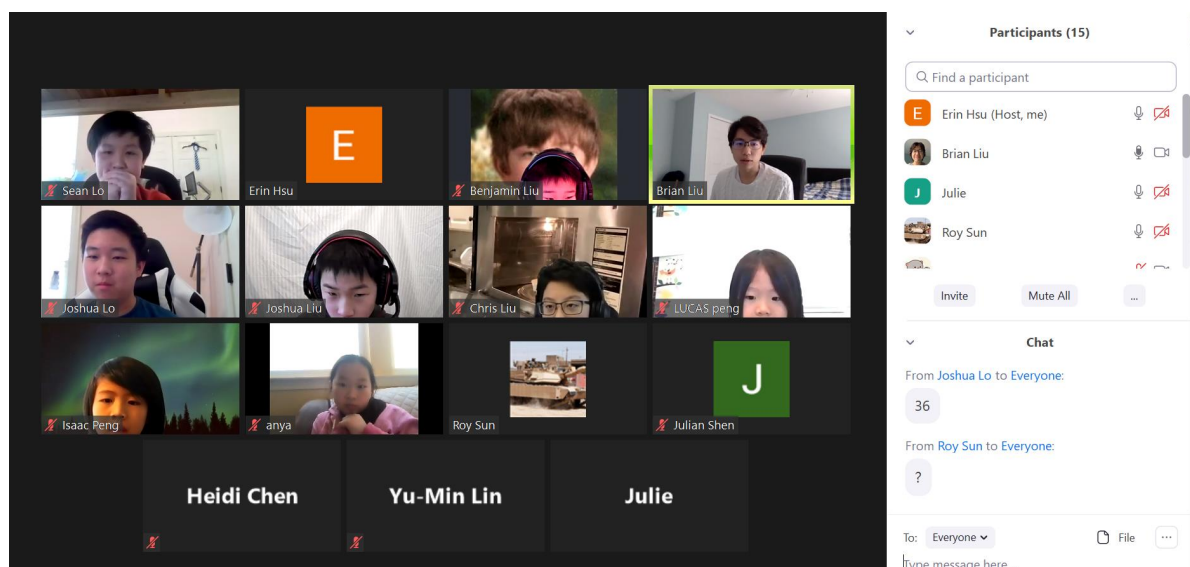 Sean Lo
E
Erin Hsu
Benjamin Liu
Brian Liu
Joshua Lo
Joshua Liu
Chris Liu
LUCAS peng
Isaac Peng
anya
Roy Sun
J
Julian Shen
Heidi Chen
Yu-Min Lin
Julie
Participants (15)
Find a participant
E Erin Hsu (Host, me)
Brian Liu
J Julie
Roy Sun
Invite Mute All ...
Chat
From Joshua Lo to Everyone:
36
From Roy Sun to Everyone:
?
To: Everyone File ...
Type message here